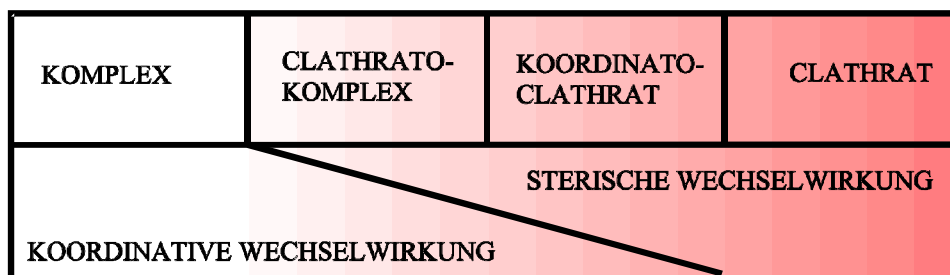 KOMPLEX
CLATHRATO-
KOMPLEX
KOORDINATO-
CLATHRAT
CLATHRAT
STERISCHE WECHSELWIRKUNG
KOORDINATIVE WECHSELWIRKUNG